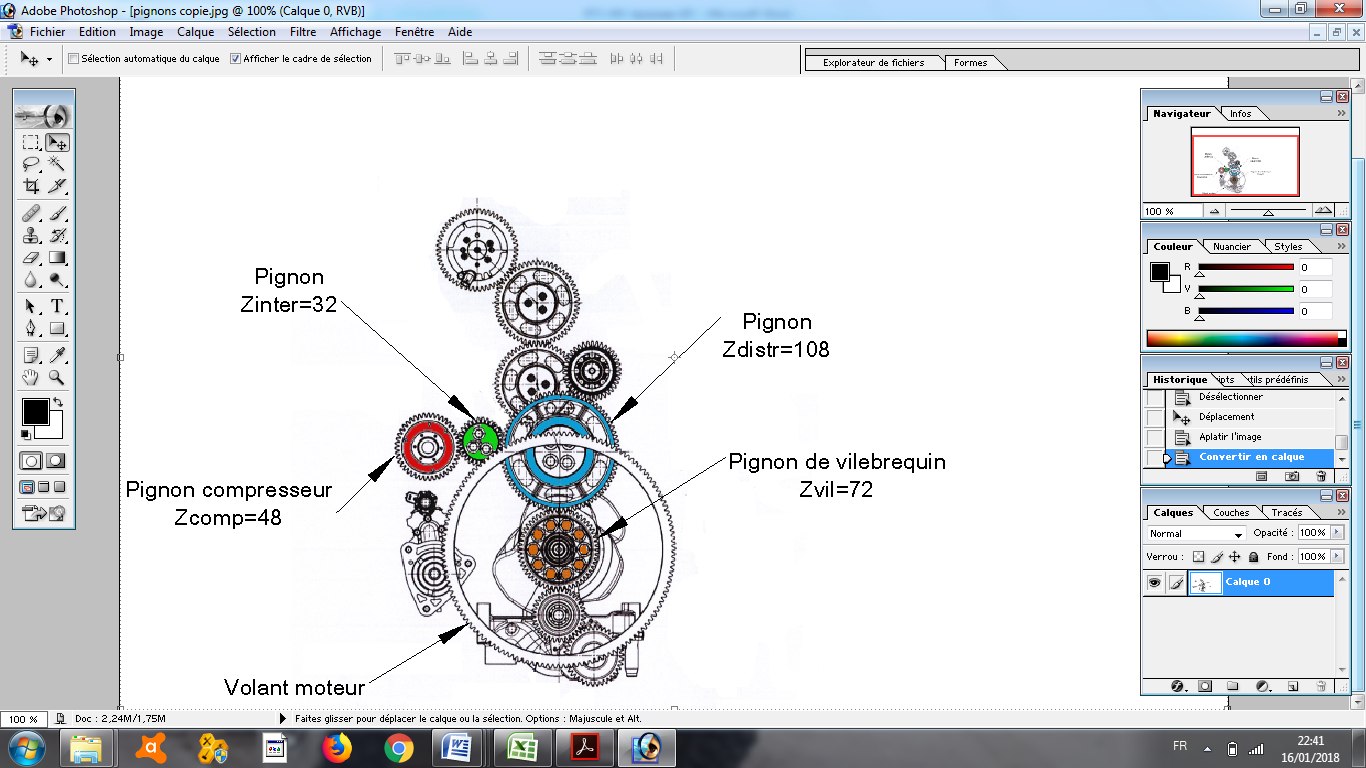 Adobe Photoshop - [pignons copie.jpg @ 100% (Calque 0, RVB)]
Fichier Edition Image Calque Sélection Filtre Affichage Fenêtre Aide
Sélection automatique du calque
Afficher le cadre de sélection
Explorateur de fichiers
Formes
Pignon
Zinter=32
Pignon
Zdistr=108
Pignon de vilebrequin
Zvil=72
Pignon compresseur
Zcomp=48
Volant moteur
Navigateur Infos
100 %
Couleur Nuancier Styles
R 0
V 0
B 0
Historique ipts tils prédéfinis
Désélectionner
Déplacement
Aplatir l'image
Convertir en calque
Calques Couches Tracés
Normal Opacité : 100%
Verrou : Fond : 100%
Calque 0
100 % Doc : 2,24M/1,75M Faites glisser pour déplacer le calque ou la sélection. Options : Majuscule et Alt.
FR
22:41
16/01/2018